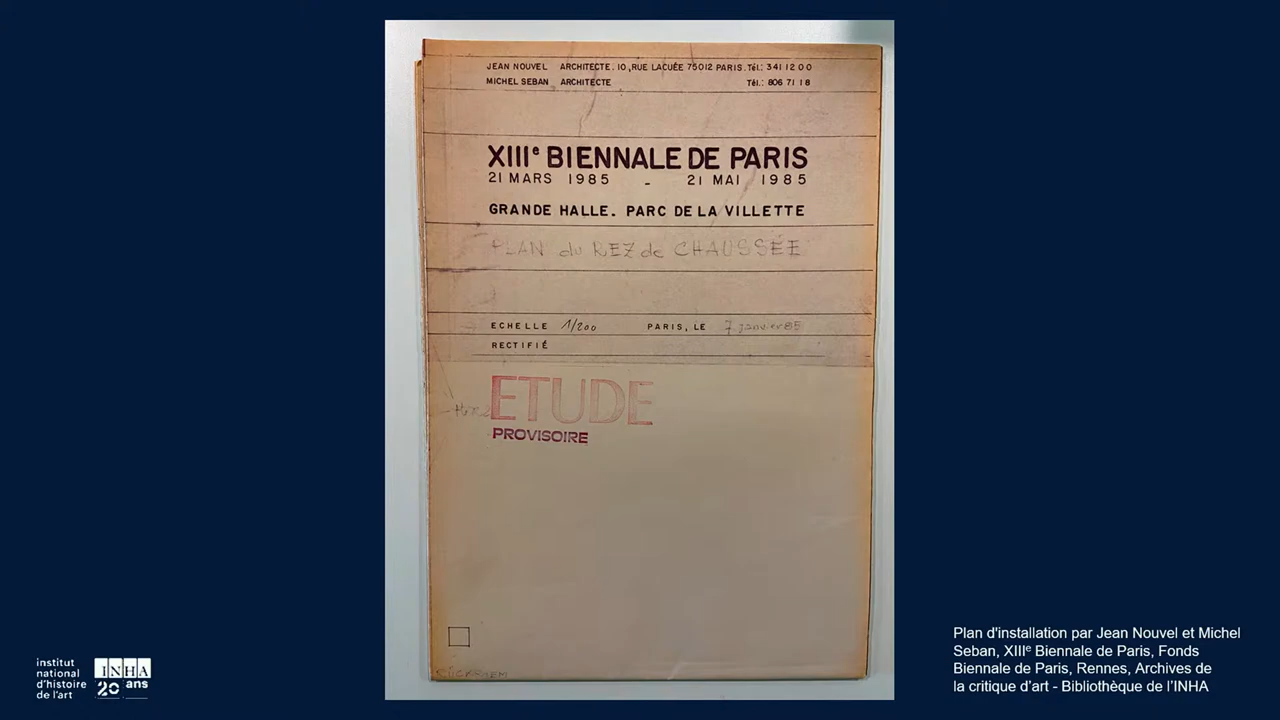 JEAN NOUVEL ARCHITECTE. 10, RUE LACUÉE 75012 PARIS. Tél.: 341 12 00
MICHEL SEBAN ARCHITECTE Tél.: 806 71 18
XIIIe BIENNALE DE PARIS
21 MARS 1985 - 21 MAI 1985
GRANDE HALLE. PARC DE LA VILLETTE
PLAN du REZ de CHAUSSÉE
ECHELLE 1/200 PARIS, LE 7 janvier 85
RECTIFIÉ
ETUDE
PROVISOIRE
Plan d'installation par Jean Nouvel et Michel
Seban, XIIIe Biennale de Paris, Fonds
Biennale de Paris, Rennes, Archives de
la critique d'art - Bibliothèque de l'INHA
institut
national
d'histoire
de l'art
INHA
20 ans